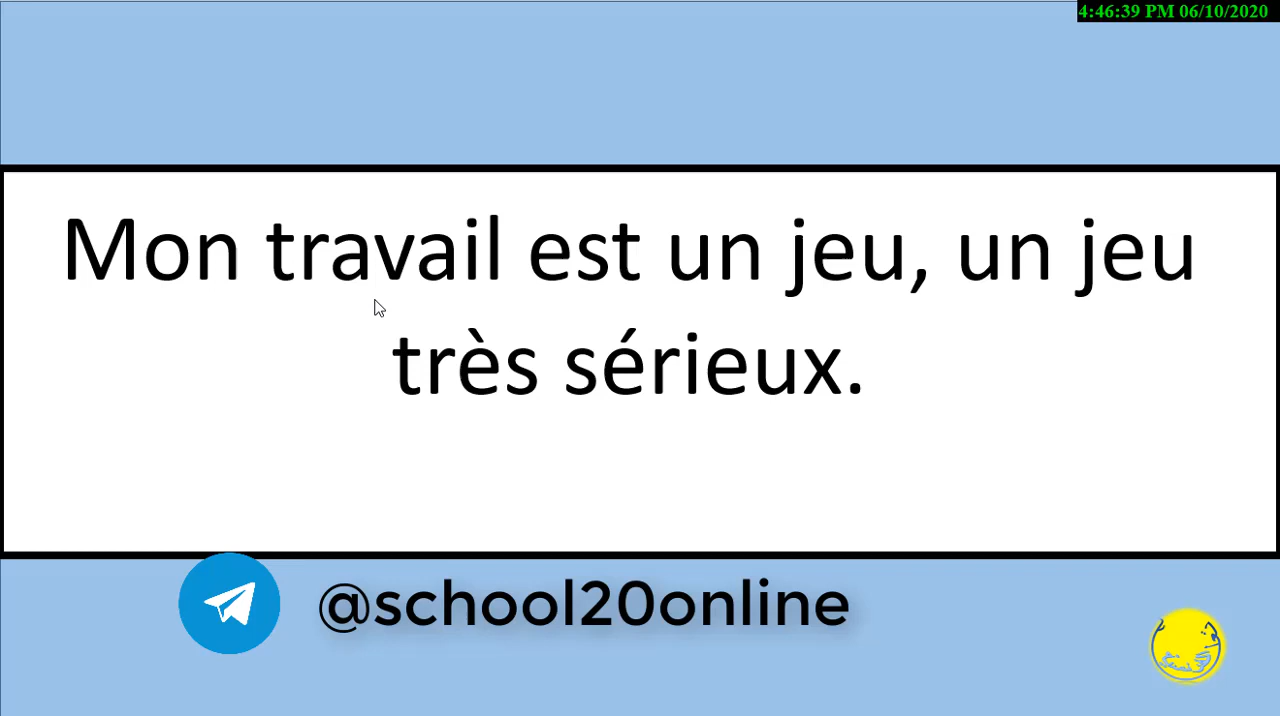 4:46:39 PM 06/10/2020
Mon travail est un jeu, un jeu
très sérieux.
@school20online